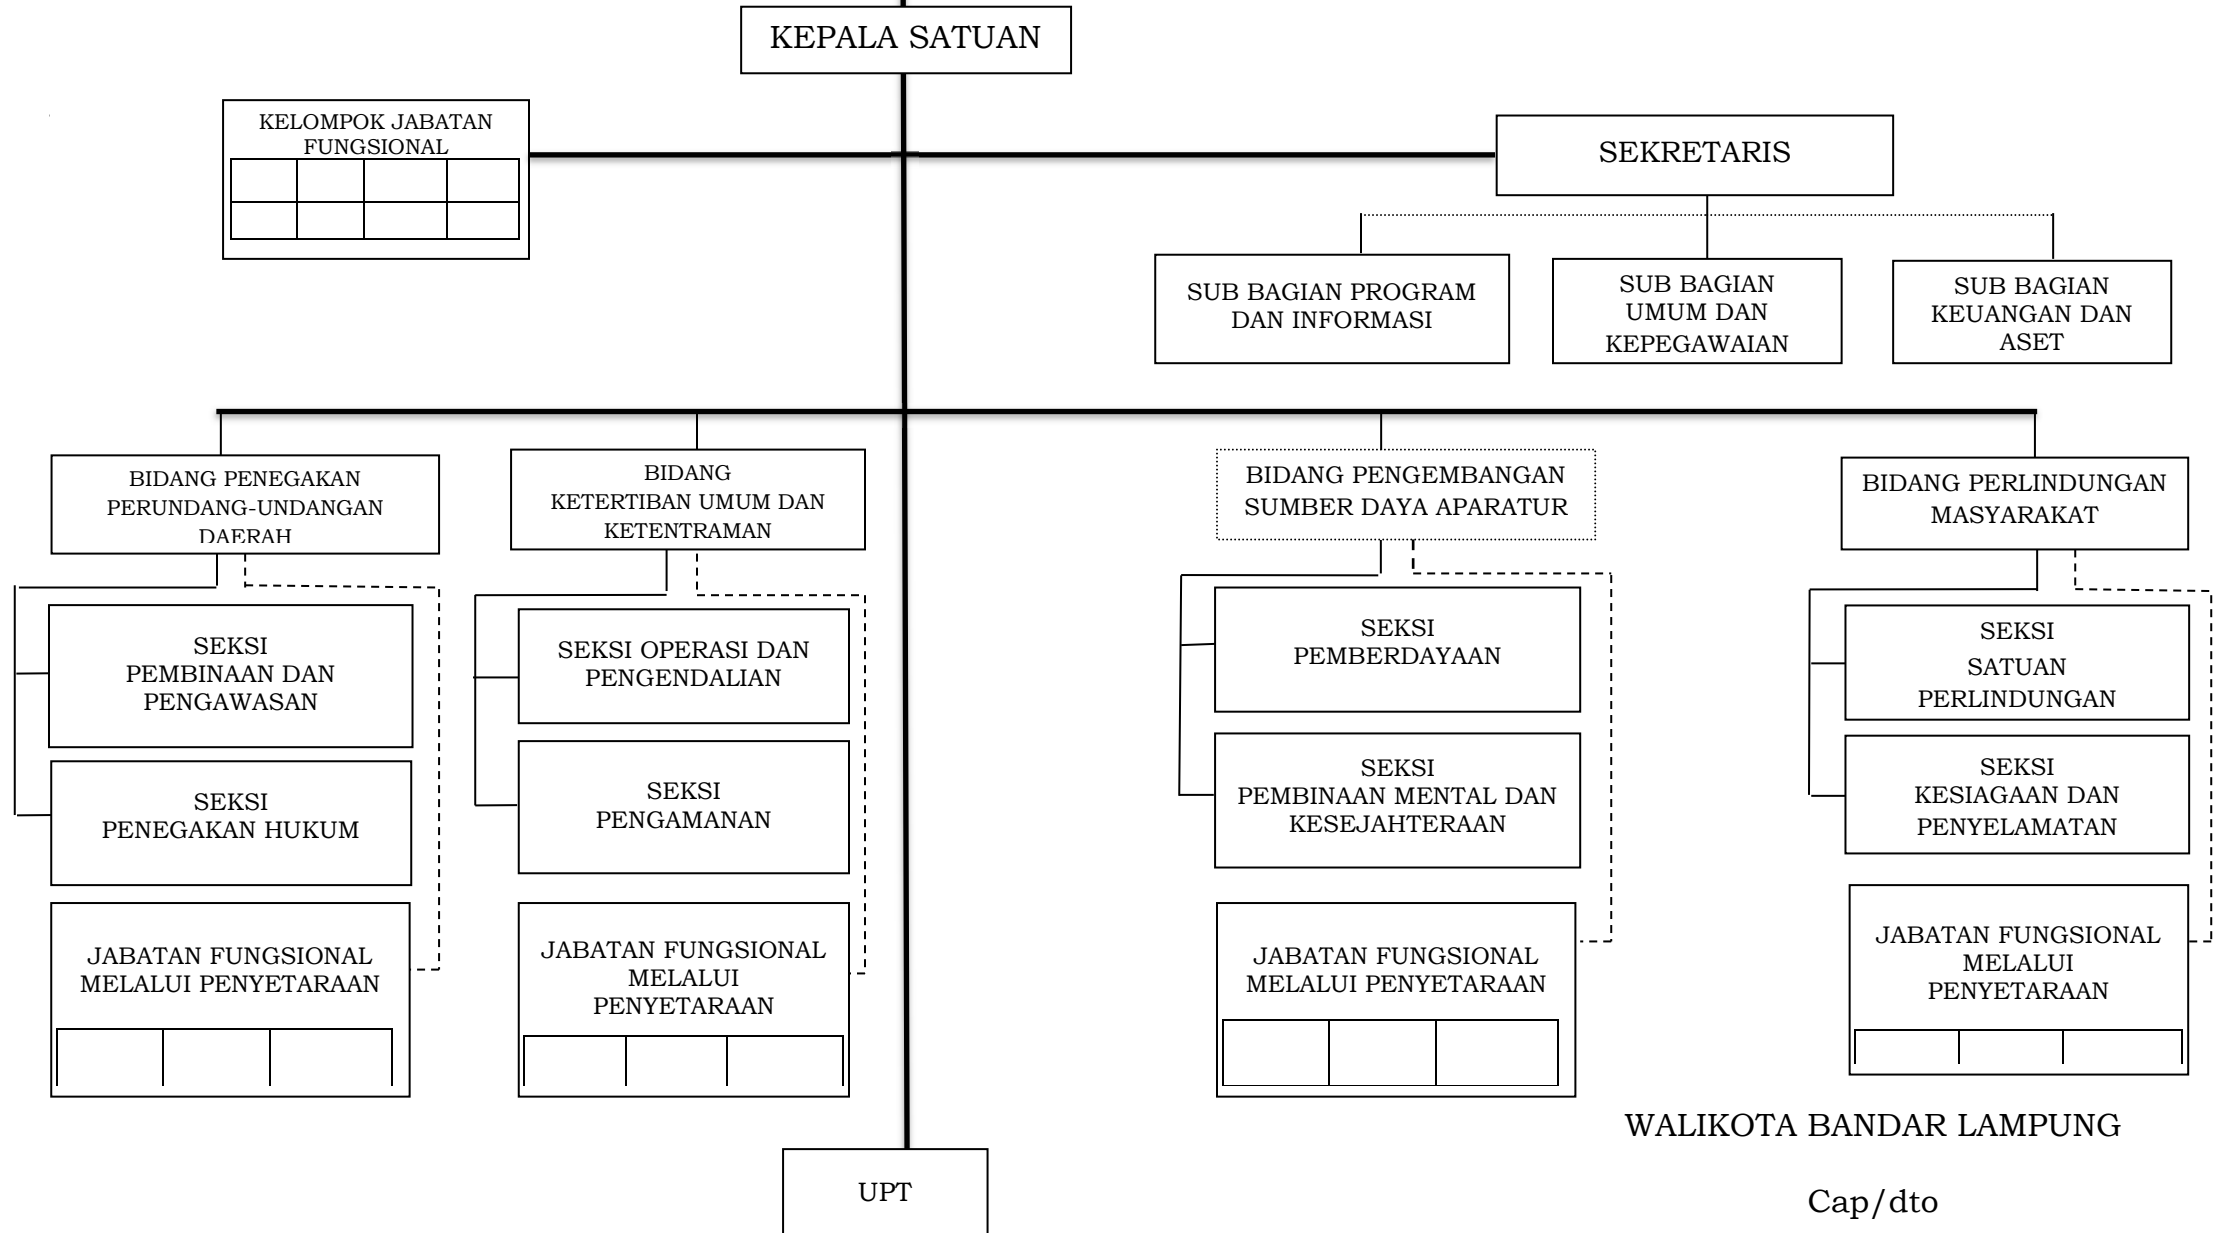 KEPALA SATUAN
KELOMPOK JABATAN
FUNGSIONAL
SEKRETARIS
SUB BAGIAN PROGRAM
DAN INFORMASI
SUB BAGIAN
UMUM DAN
KEPEGAWAIAN
SUB BAGIAN
KEUANGAN DAN
ASET
BIDANG PENEGAKAN
PERUNDANG-UNDANGAN
DAERAH
BIDANG
KETERTIBAN UMUM DAN
KETENTRAMAN
BIDANG PENGEMBANGAN
SUMBER DAYA APARATUR
BIDANG PERLINDUNGAN
MASYARAKAT
SEKSI
PEMBINAAN DAN
PENGAWASAN
SEKSI OPERASI DAN
PENGENDALIAN
SEKSI
PEMBERDAYAAN
SEKSI
SATUAN
PERLINDUNGAN
SEKSI
PENEGAKAN HUKUM
SEKSI
PENGAMANAN
SEKSI
PEMBINAAN MENTAL DAN
KESEJAHTERAAN
SEKSI
KESIAGAAN DAN
PENYELAMATAN
JABATAN FUNGSIONAL
MELALUI PENYETARAAN
JABATAN FUNGSIONAL
MELALUI
PENYETARAAN
JABATAN FUNGSIONAL
MELALUI PENYETARAAN
JABATAN FUNGSIONAL
MELALUI
PENYETARAAN
WALIKOTA BANDAR LAMPUNG
UPT
Cap/dto